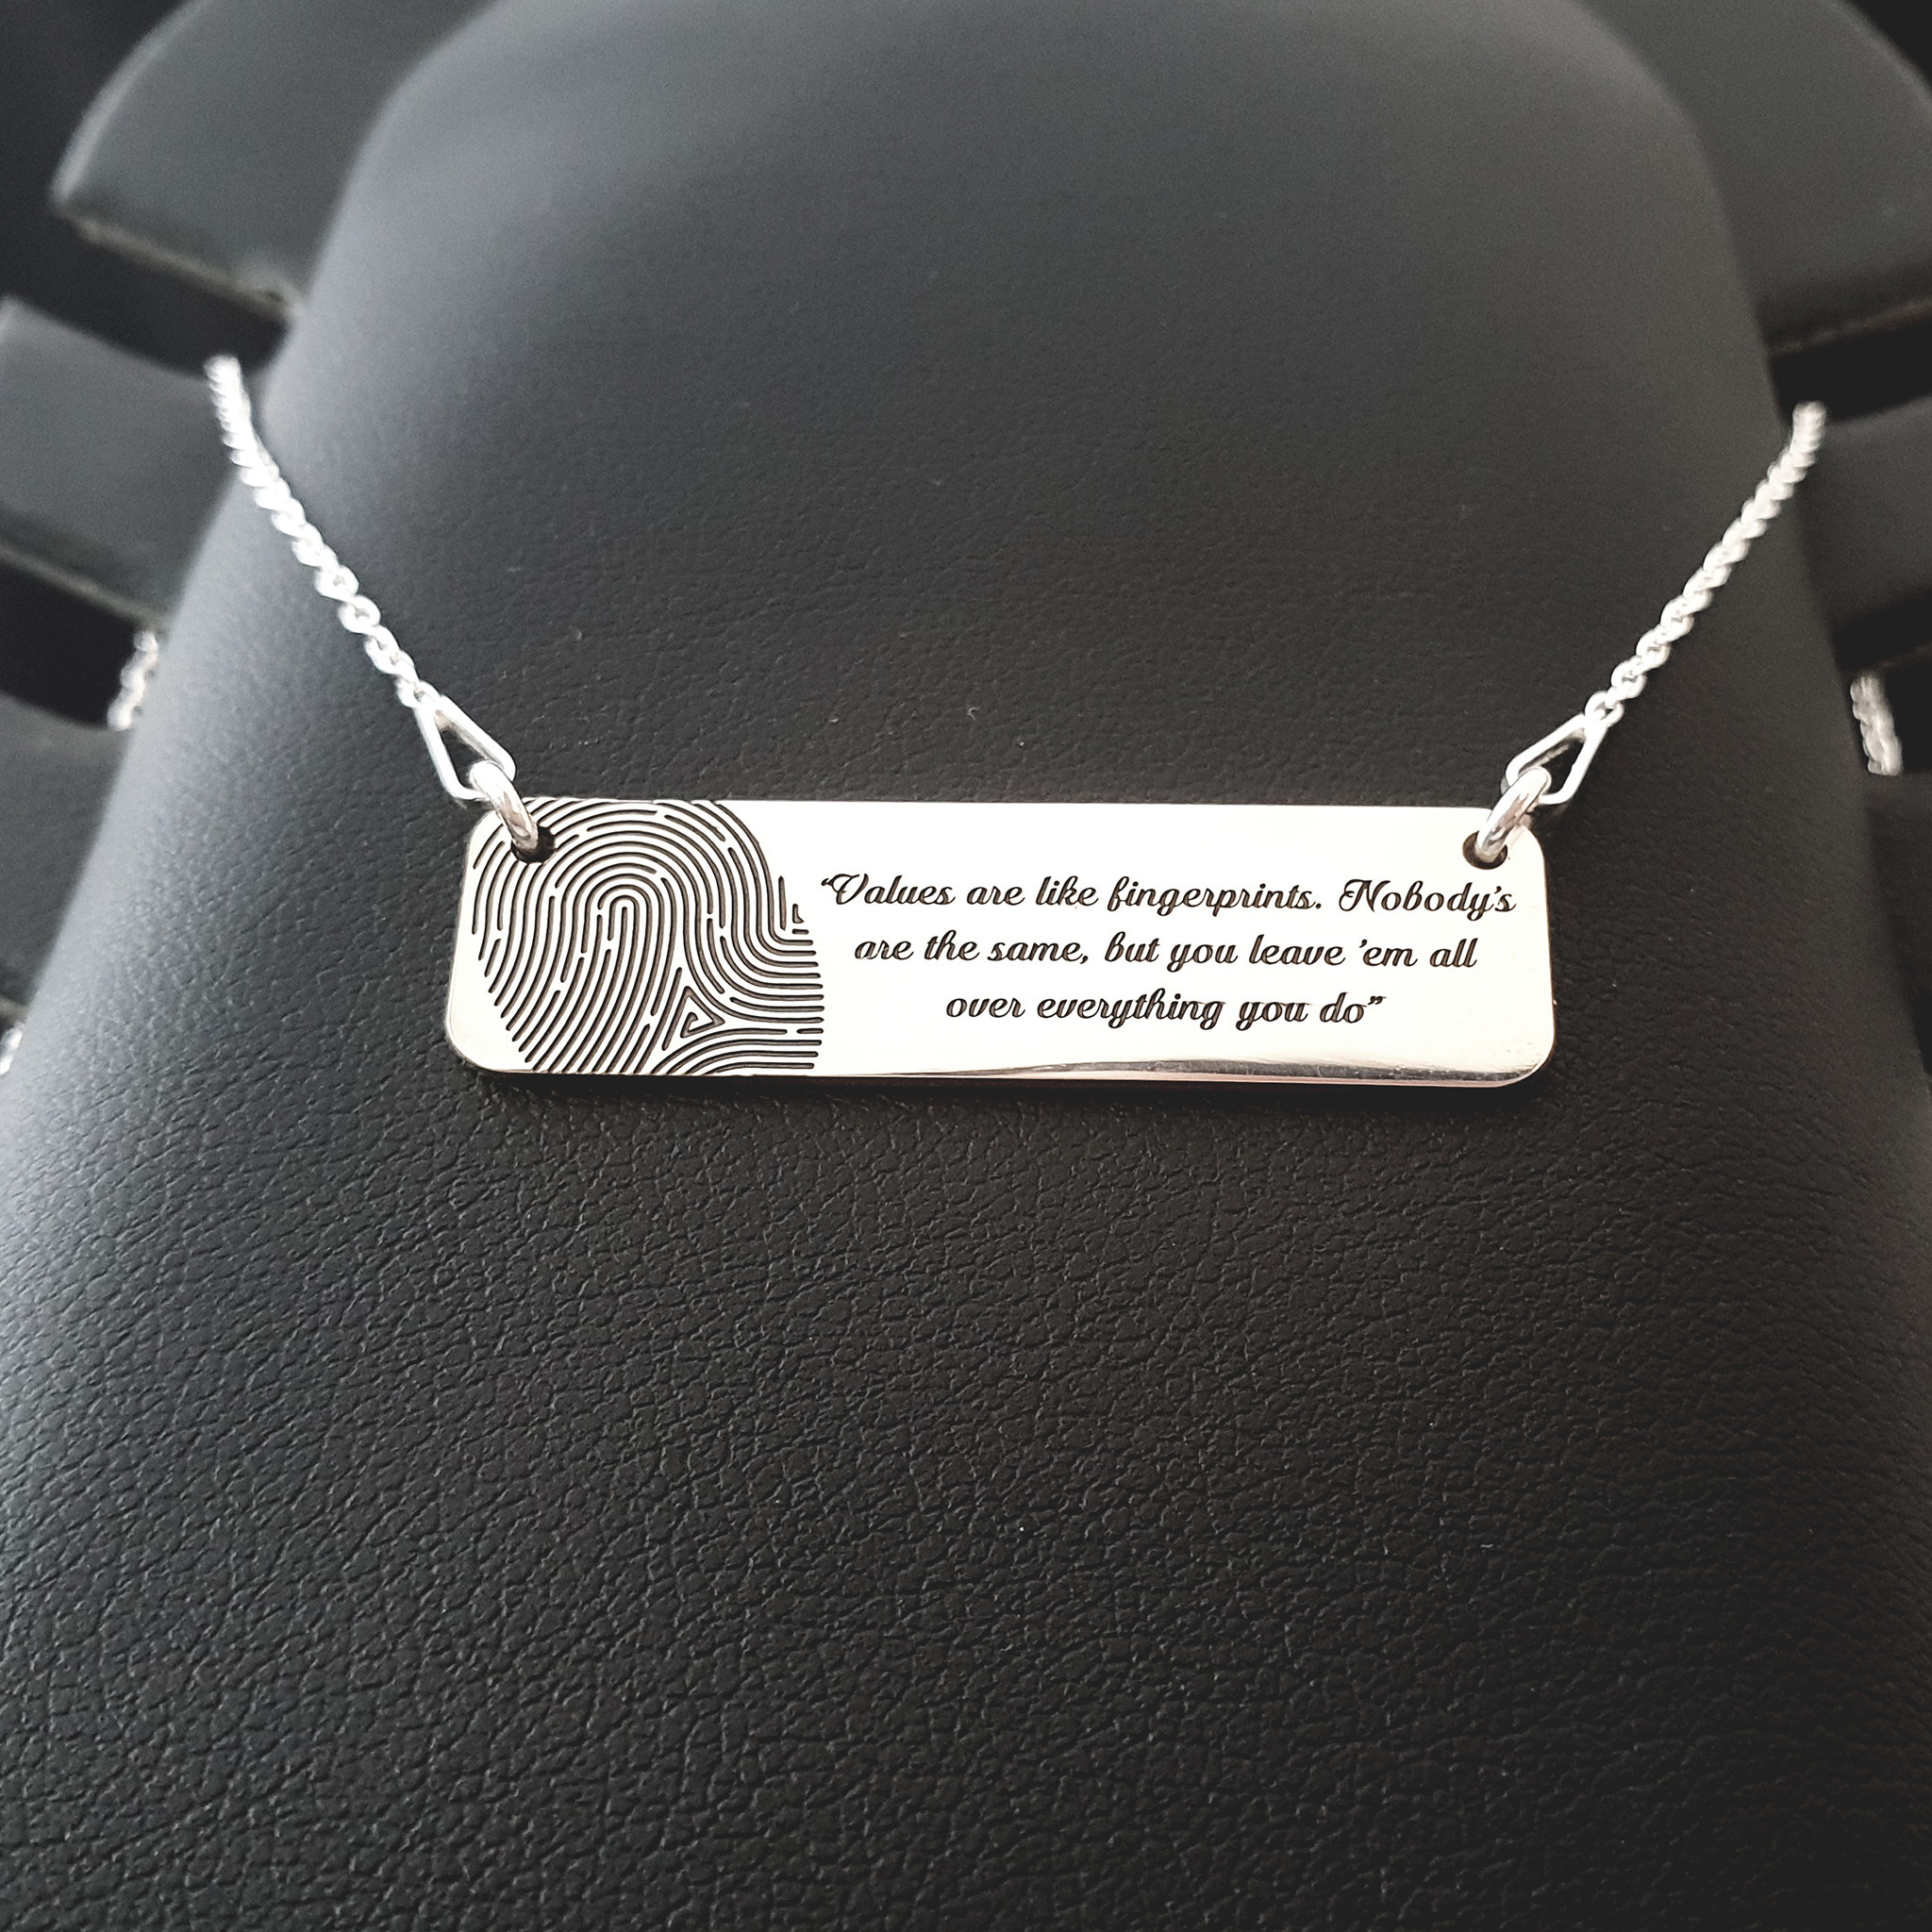 “Values are like fingerprints. Nobody’s
are the same, but you leave ’em all
over everything you do”